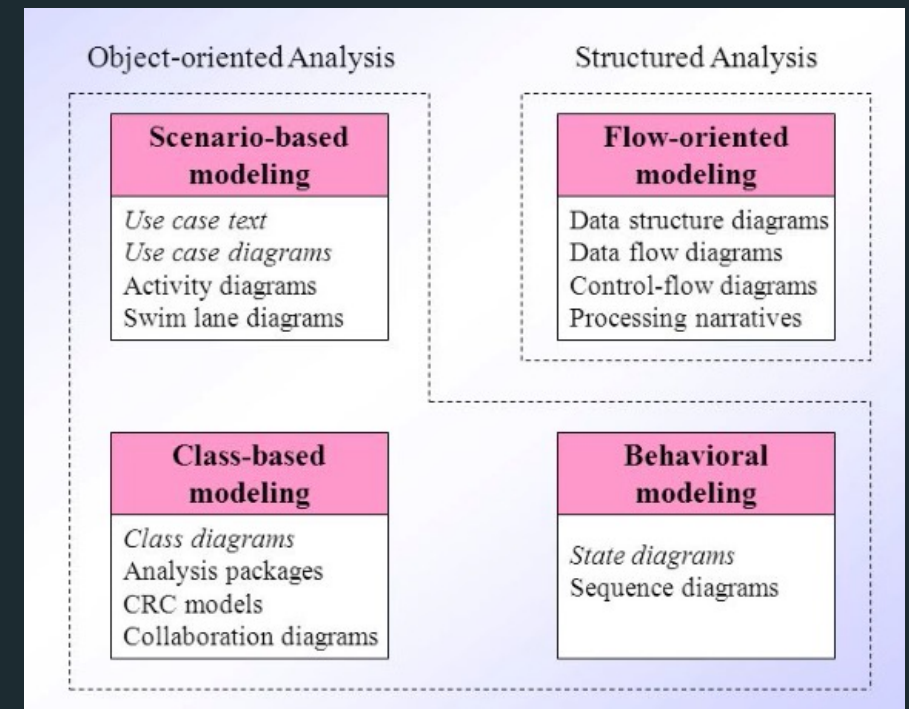 Object-oriented Analysis
Structured Analysis
Scenario-based
modeling
Use case text
Use case diagrams
Activity diagrams
Swim lane diagrams
Flow-oriented
modeling
Data structure diagrams
Data flow diagrams
Control-flow diagrams
Processing narratives
Class-based
modeling
Class diagrams
Analysis packages
CRC models
Collaboration diagrams
Behavioral
modeling
State diagrams
Sequence diagrams